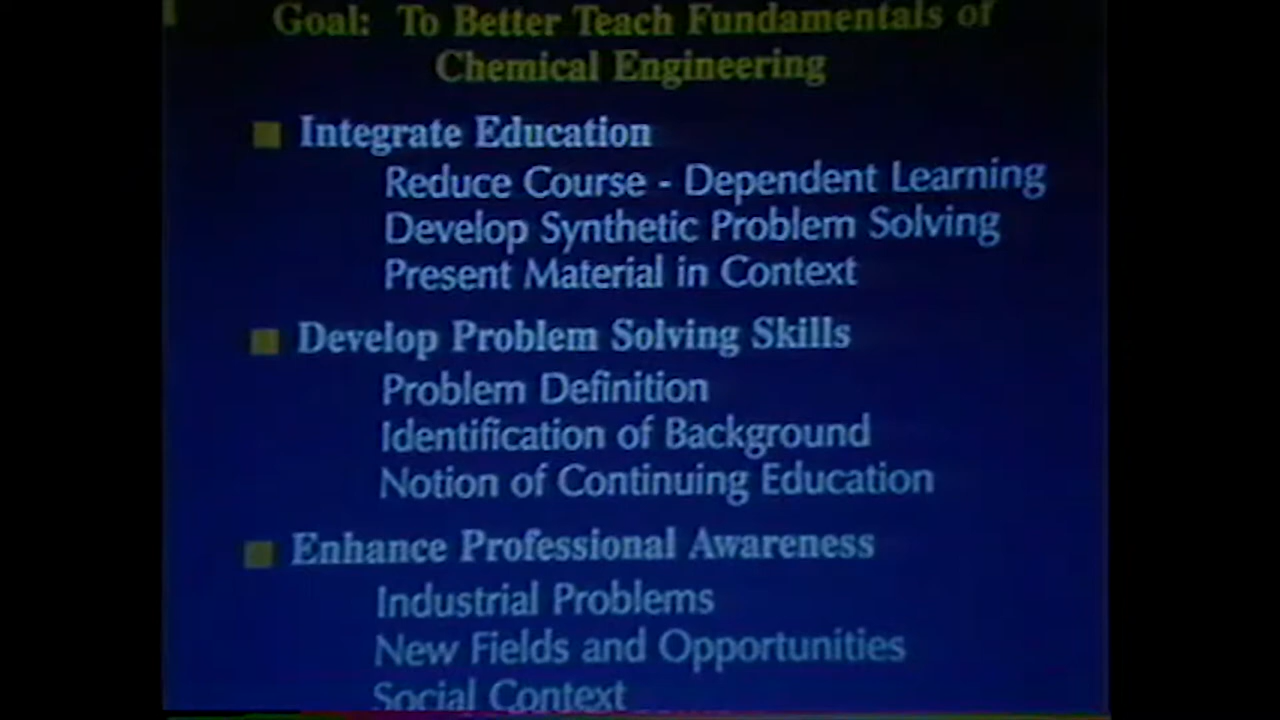 Goal: To Better Teach Fundamentals of
Chemical Engineering
Integrate Education
Reduce Course - Dependent Learning
Develop Synthetic Problem Solving
Present Material in Context
Develop Problem Solving Skills
Problem Definition
Identification of Background
Notion of Continuing Education
Enhance Professional Awareness
Industrial Problems
New Fields and Opportunities
Social Context